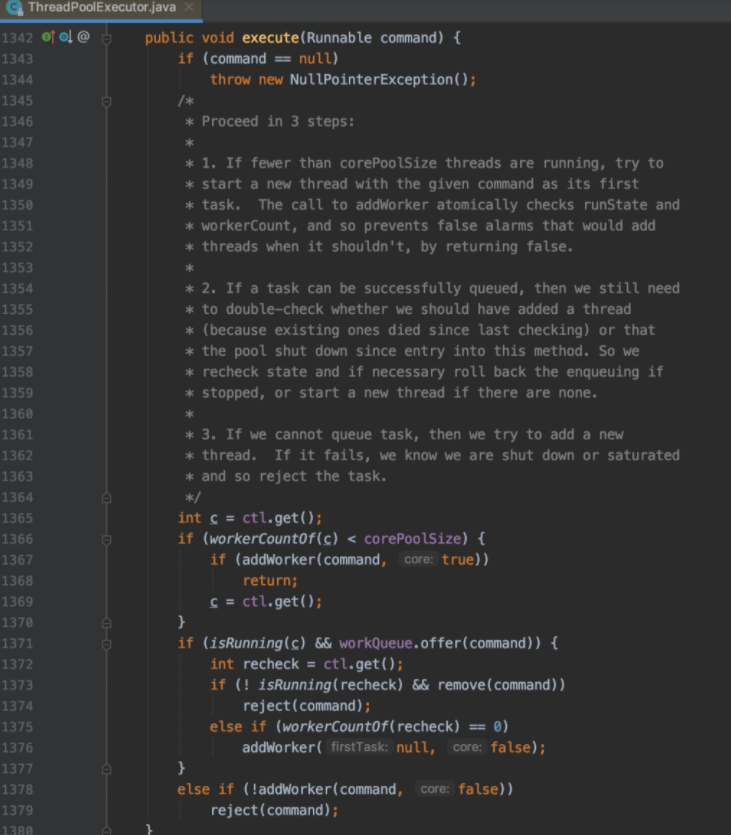 ThreadPoolExecutor.java
1342 @ public void execute(Runnable command) {
1343 if (command == null)
1344 throw new NullPointerException();
1345 /*
1346 * Proceed in 3 steps:
1347 *
1348 * 1. If fewer than corePoolSize threads are running, try to
1349 * start a new thread with the given command as its first
1350 * task.  The call to addWorker atomically checks runState and
1351 * workerCount, and so prevents false alarms that would add
1352 * threads when it shouldn't, by returning false.
1353 *
1354 * 2. If a task can be successfully queued, then we still need
1355 * to double-check whether we should have added a thread
1356 * (because existing ones died since last checking) or that
1357 * the pool shut down since entry into this method. So we
1358 * recheck state and if necessary roll back the enqueuing if
1359 * stopped, or start a new thread if there are none.
1360 *
1361 * 3. If we cannot queue task, then we try to add a new
1362 * thread.  If it fails, we know we are shut down or saturated
1363 * and so reject the task.
1364 */
1365 int c = ctl.get();
1366 if (workerCountOf(c) < corePoolSize) {
1367 if (addWorker(command, core: true))
1368 return;
1369 c = ctl.get();
1370 }
1371 if (isRunning(c) && workQueue.offer(command)) {
1372 int recheck = ctl.get();
1373 if (! isRunning(recheck) && remove(command))
1374 reject(command);
1375 else if (workerCountOf(recheck) == 0)
1376 addWorker( firstTask: null, core: false);
1377 }
1378 else if (!addWorker(command, core: false))
1379 reject(command);
1380 }